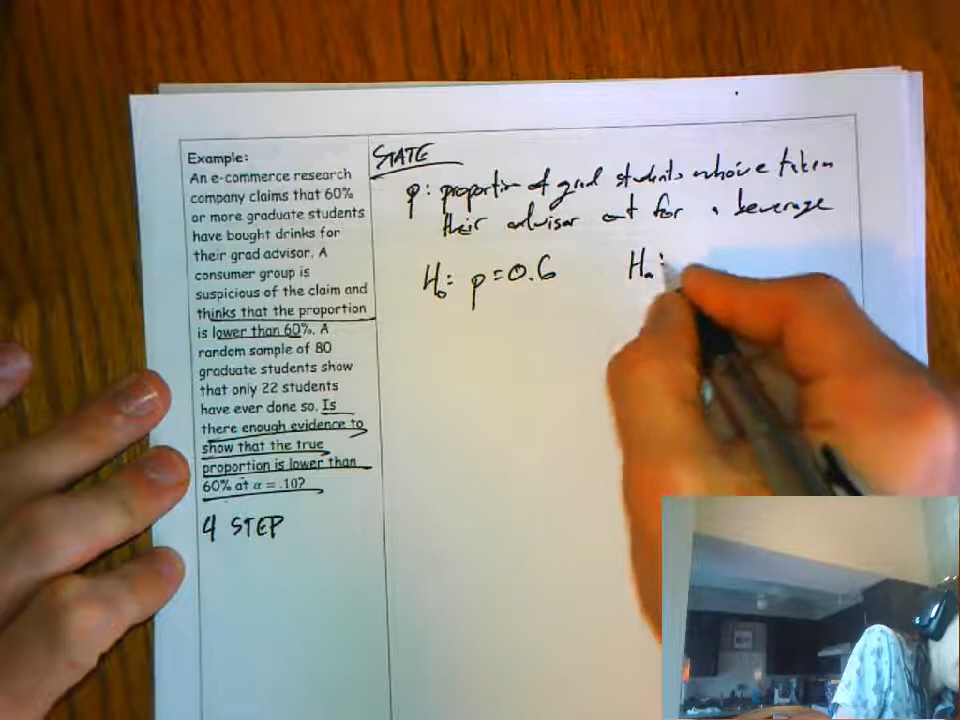 Example:
An e-commerce research
company claims that 60%
or more graduate students
have bought drinks for
their grad advisor. A
consumer group is
suspicious of the claim and
thinks that the proportion
is lower than 60%. A
random sample of 80
graduate students show
that only 22 students
have ever done so. Is
there enough evidence to
show that the true
proportion is lower than
60% at α = .10?
4 STEP
STATE
p: proportion of grad students who've taken
their advisor out for a beverage
H₀: p=0.6 Hₐ: